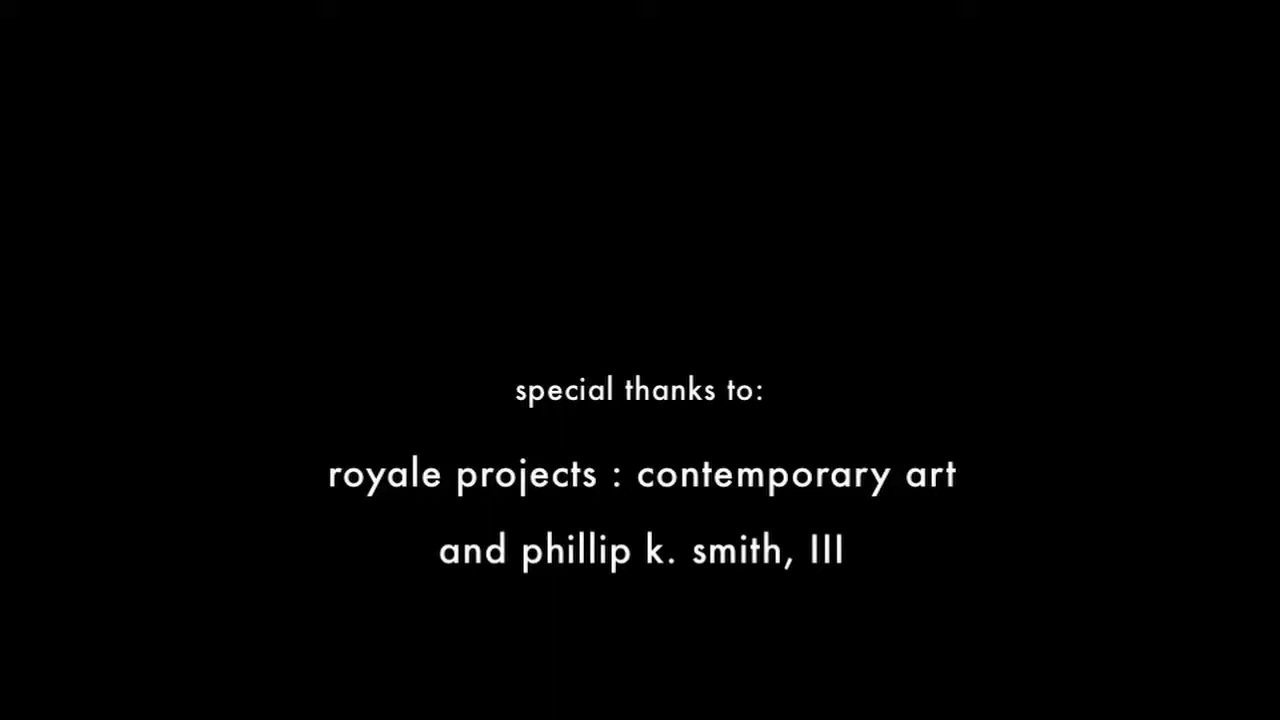 special thanks to:
royale projects : contemporary art
and phillip k. smith, III